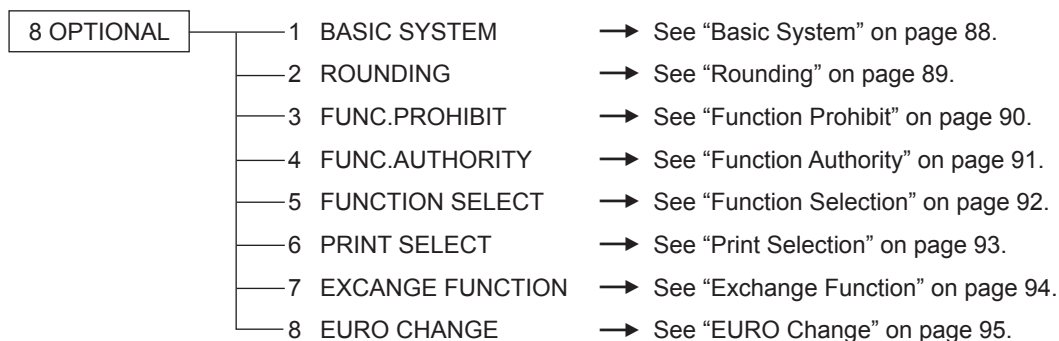 8 OPTIONAL 1 BASIC SYSTEM See “Basic System” on page 88.
2 ROUNDING See “Rounding” on page 89.
3 FUNC.PROHIBIT See “Function Prohibit” on page 90.
4 FUNC.AUTHORITY See “Function Authority” on page 91.
5 FUNCTION SELECT See “Function Selection” on page 92.
6 PRINT SELECT See “Print Selection” on page 93.
7 EXCANGE FUNCTION See “Exchange Function” on page 94.
8 EURO CHANGE See “EURO Change” on page 95.